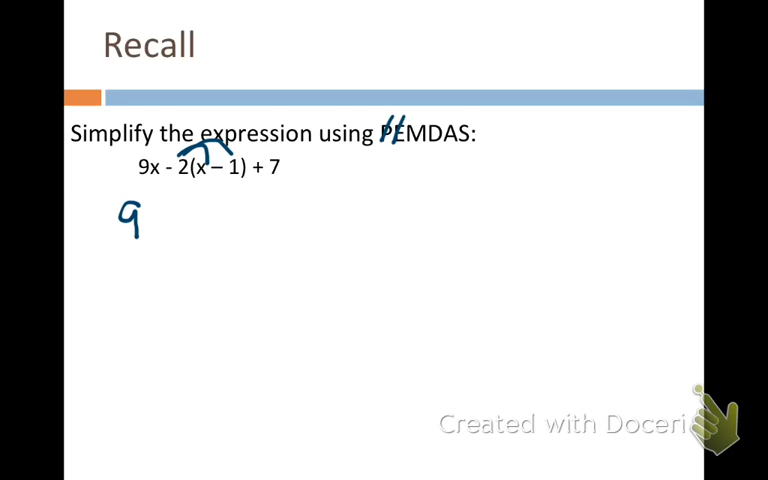 Recall
Simplify the expression using PEMDAS:
9x - 2(x – 1) + 7
9
Created with Doceri